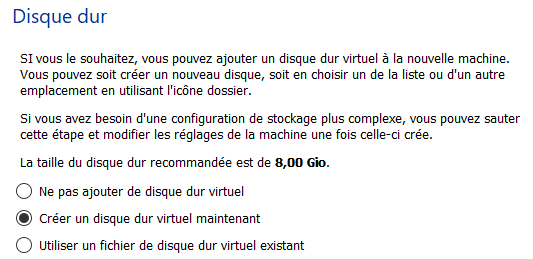 Disque dur
SI vous le souhaitez, vous pouvez ajouter un disque dur virtuel à la nouvelle machine.
Vous pouvez soit créer un nouveau disque, soit en choisir un de la liste ou d'un autre
emplacement en utilisant l'icône dossier.
Si vous avez besoin d'une configuration de stockage plus complexe, vous pouvez sauter
cette étape et modifier les réglages de la machine une fois celle-ci crée.
La taille du disque dur recommandée est de 8,00 Gio.
Ne pas ajouter de disque dur virtuel
Créer un disque dur virtuel maintenant
Utiliser un fichier de disque dur virtuel existant